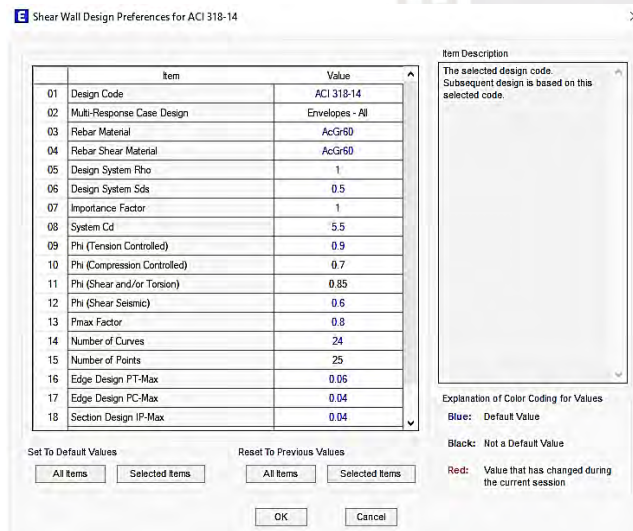 E Shear Wall Design Preferences for ACI 318-14
Item Value
01 Design Code ACI 318-14
02 Multi-Response Case Design Envelopes - All
03 Rebar Material AcGr60
04 Rebar Shear Material AcGr60
05 Design System Rho 1
06 Design System Sds 0.5
07 Importance Factor 1
08 System Cd 5.5
09 Phi (Tension Controlled) 0.9
10 Phi (Compression Controlled) 0.7
11 Phi (Shear and/or Torsion) 0.85
12 Phi (Shear Seismic) 0.6
13 Pmax Factor 0.8
14 Number of Curves 24
15 Number of Points 25
16 Edge Design PT-Max 0.06
17 Edge Design PC-Max 0.04
18 Section Design IP-Max 0.04
Item Description
The selected design code.
Subsequent design is based on this
selected code.
Explanation of Color Coding for Values
Blue: Default Value
Black: Not a Default Value
Red: Value that has changed during
the current session
Set To Default Values
All Items Selected Items
Reset To Previous Values
All Items Selected Items
OK Cancel